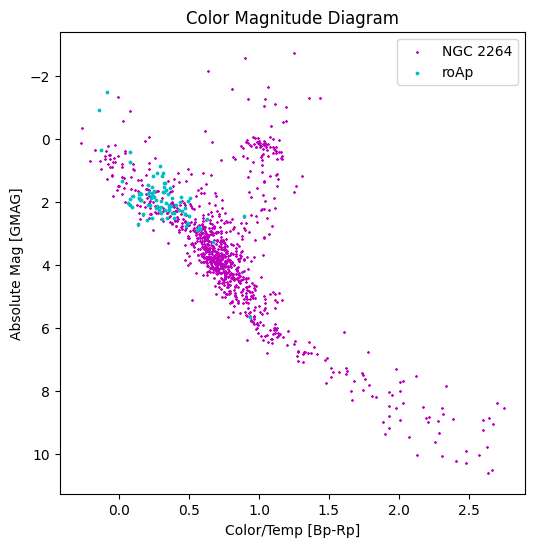 Color Magnitude Diagram
NGC 2264
roAp
Absolute Mag [GMAG]
−2
0
2
4
6
8
10
0.0 0.5 1.0 1.5 2.0 2.5
Color/Temp [Bp-Rp]